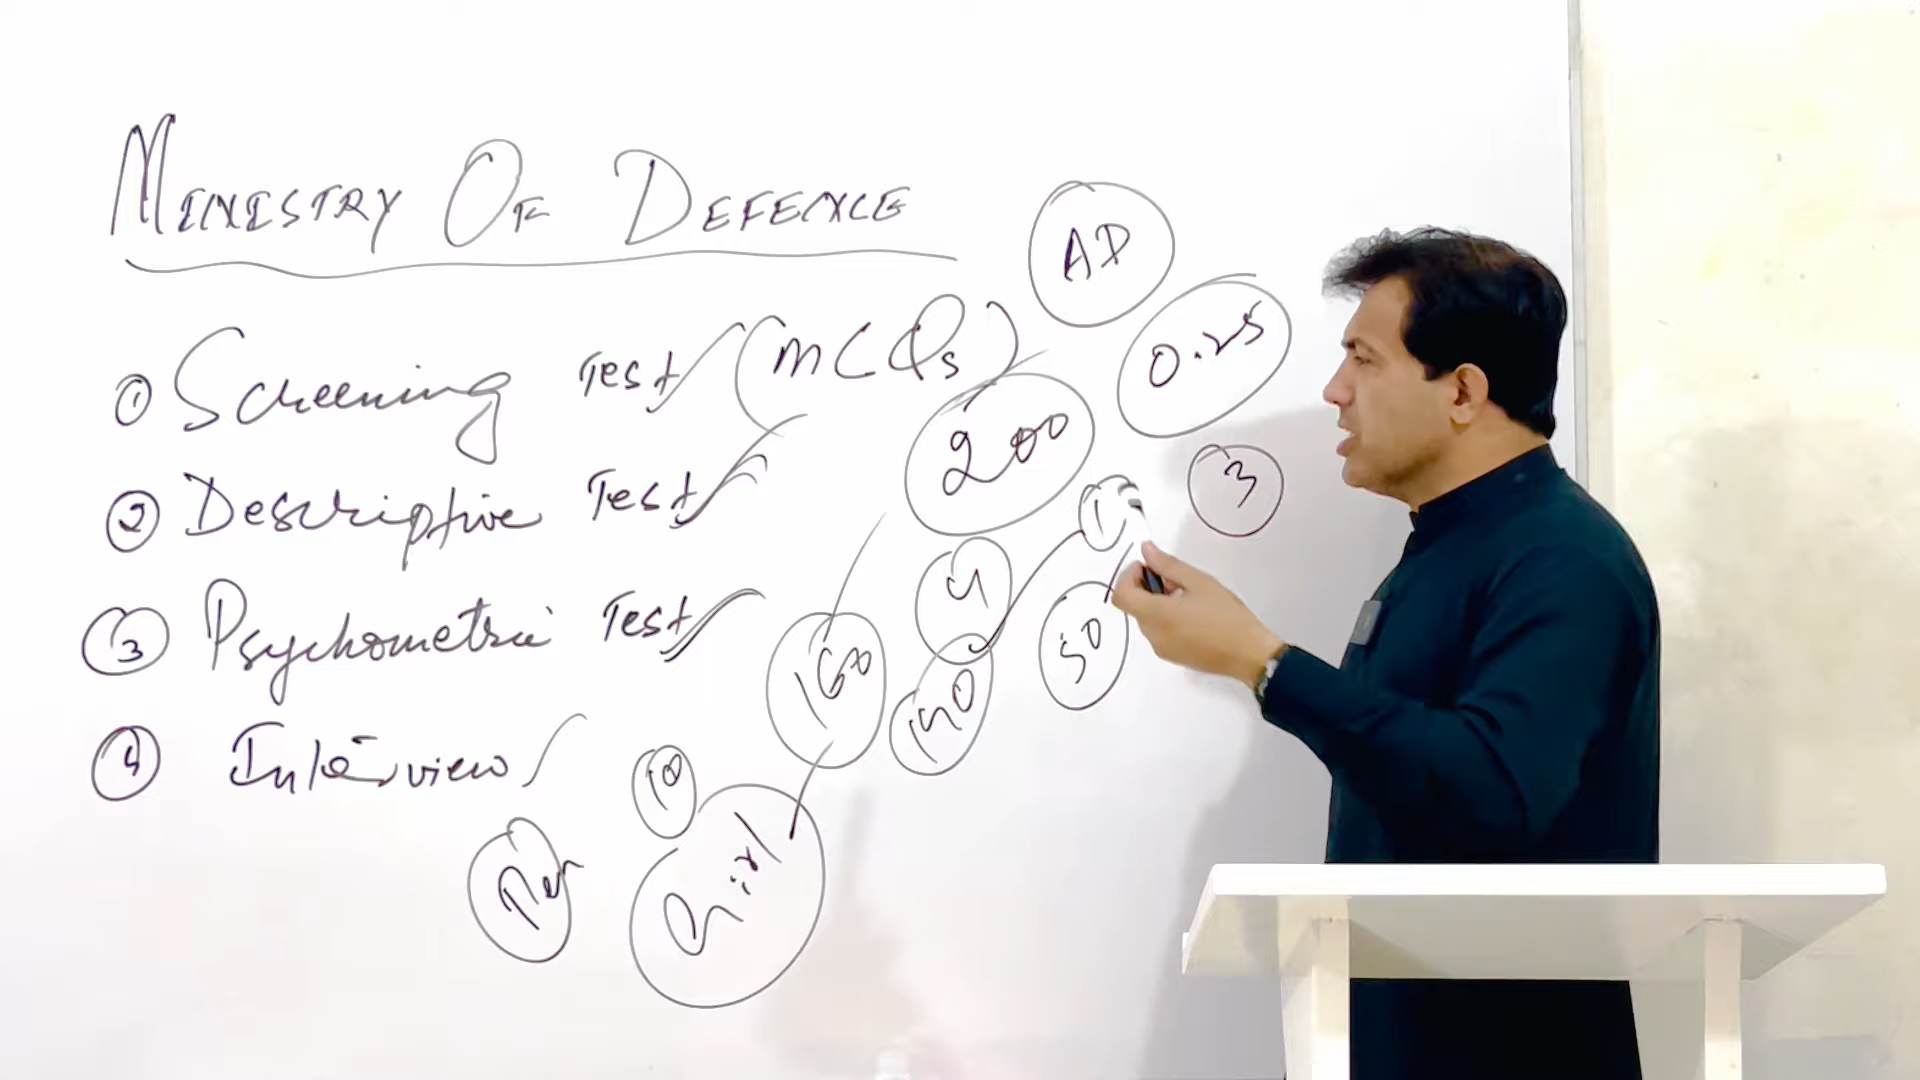 MINISTRY OF DEFENCE
AD
① Screening Test (MCQs)
0.25
200
3
② Descriptive Test
1
4
③ Psychometric Test
50
160
140
④ Interview
100
Girl